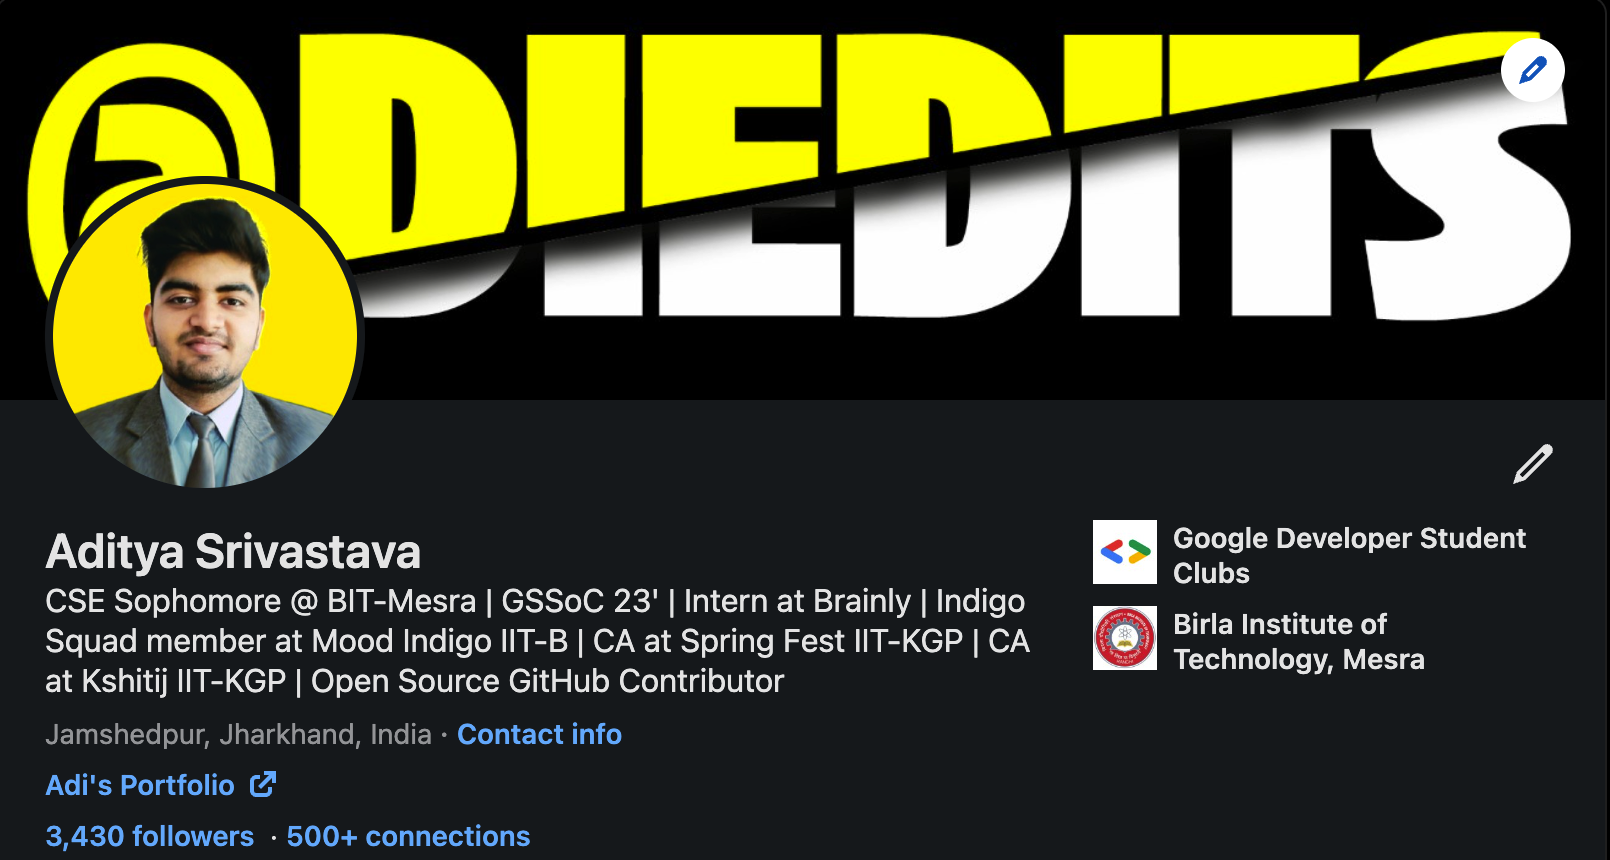 @DIEDITS
Aditya Srivastava
CSE Sophomore @ BIT-Mesra | GSSoC 23' | Intern at Brainly | Indigo
Squad member at Mood Indigo IIT-B | CA at Spring Fest IIT-KGP | CA
at Kshitij IIT-KGP | Open Source GitHub Contributor
Jamshedpur, Jharkhand, India · Contact info
Adi's Portfolio
3,430 followers · 500+ connections
Google Developer Student
Clubs
Birla Institute of
Technology, Mesra